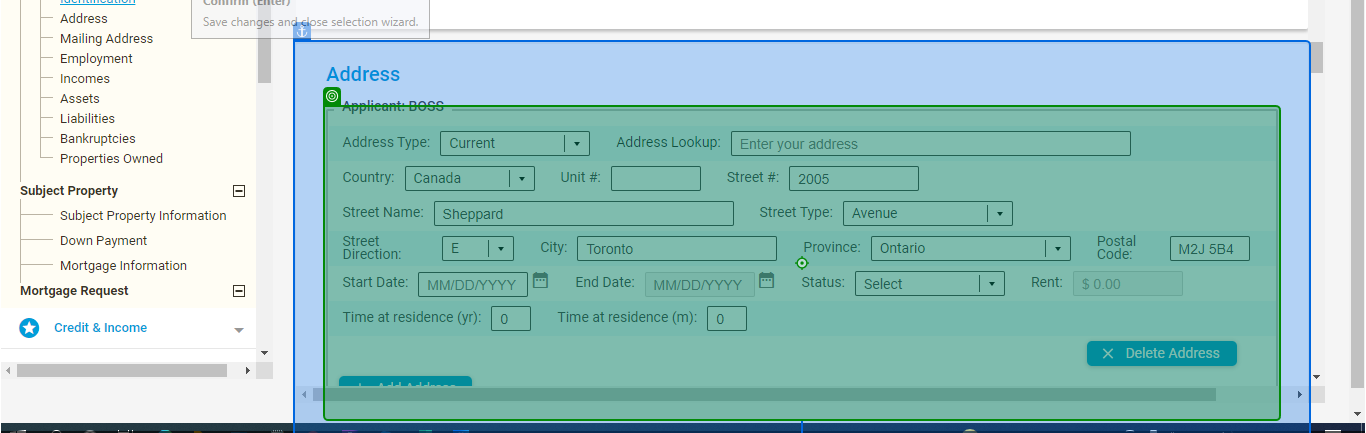 Identification
Confirm (Enter)
Save changes and close selection wizard.
Address
Mailing Address
Employment
Incomes
Assets
Liabilities
Bankruptcies
Properties Owned
Subject Property
Subject Property Information
Down Payment
Mortgage Information
Mortgage Request
Credit & Income
Address
Applicant: BOSS
Address Type: Current Address Lookup: Enter your address
Country: Canada Unit #: Street #: 2005
Street Name: Sheppard Street Type: Avenue
Street Direction: E City: Toronto Province: Ontario Postal Code: M2J 5B4
Start Date: MM/DD/YYYY End Date: MM/DD/YYYY Status: Select Rent: $ 0.00
Time at residence (yr): 0 Time at residence (m): 0
Delete Address
Add Address